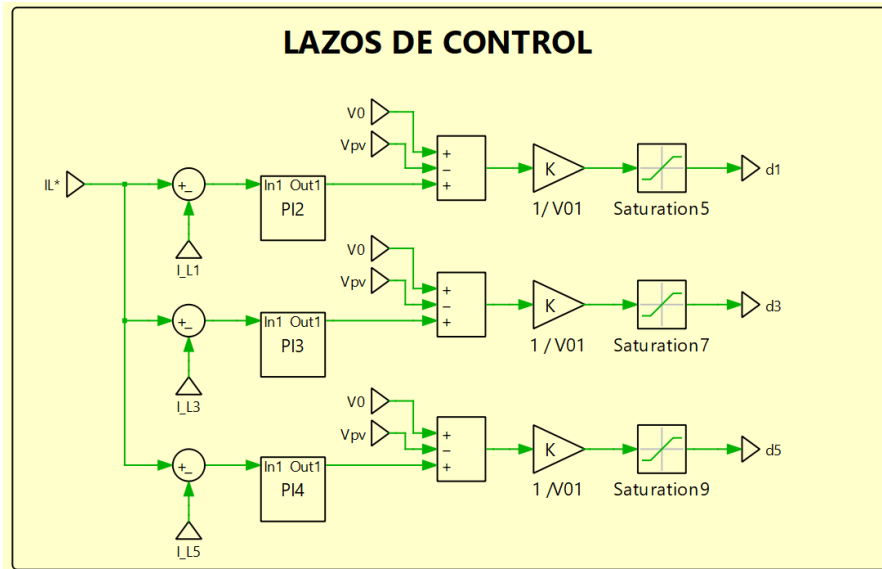 LAZOS DE CONTROL
V0
Vpv
+
−
+
K
1/ V01
Saturation5
d1
IL*
+
−
In1 Out1
PI2
I_L1
V0
Vpv
+
−
+
K
1 / V01
Saturation7
d3
+
−
In1 Out1
PI3
I_L3
V0
Vpv
+
−
+
K
1 /V01
Saturation9
d5
+
−
In1 Out1
PI4
I_L5